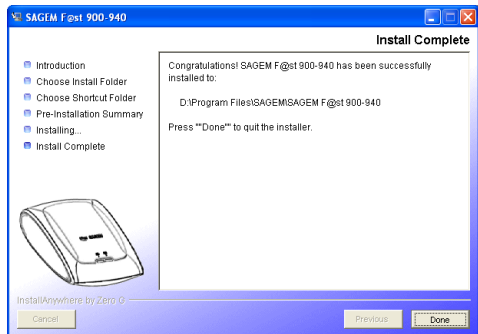 SAGEM F@st 900-940
Install Complete
Introduction
Choose Install Folder
Choose Shortcut Folder
Pre-Installation Summary
Installing...
Install Complete
Congratulations! SAGEM F@st 900-940 has been successfully
installed to:
D:\Program Files\SAGEM\SAGEM F@st 900-940
Press ""Done"" to quit the installer.
InstallAnywhere by Zero G
Cancel
Previous
Done